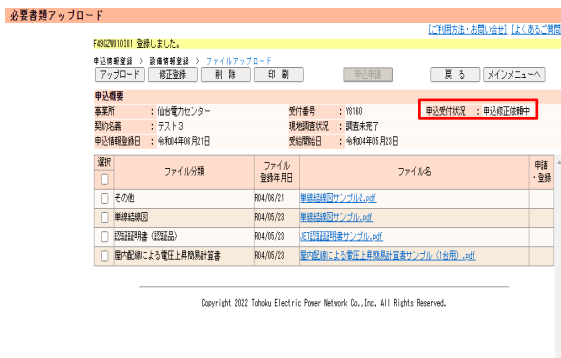 必要書類アップロード
[ご利用方法・お問い合せ] [よくあるご質問
F49GZW010I01 登録しました。
申込情報登録 > 設備情報登録 > ファイルアップロード
アップロード 修正登録 削 除 印 刷 申込申請 戻 る メインメニューへ
申込概要
事業所 : 仙台電力センター 受付番号 : Y8160 申込受付状況 : 申込修正依頼中
契約名義 : テスト3 現地調査状況 : 調査未完了
申込情報登録日 : 令和04年06月21日 受給開始日 : 令和04年05月28日
選択 ファイル分類 ファイル登録年月日 ファイル名 申請・登録
その他 R04/06/21 単線結線図サンプル2.pdf
単線結線図 R04/05/23 単線結線図サンプル.pdf
認証証明書（認証品） R04/05/23 JET認証証明書サンプル.pdf
屋内配線による電圧上昇簡易計算書 R04/05/23 屋内配線による電圧上昇簡易計算書サンプル（1台用）.pdf
Copyright 2022 Tohoku Electric Power Network Co.,Inc. All Rights Reserved.